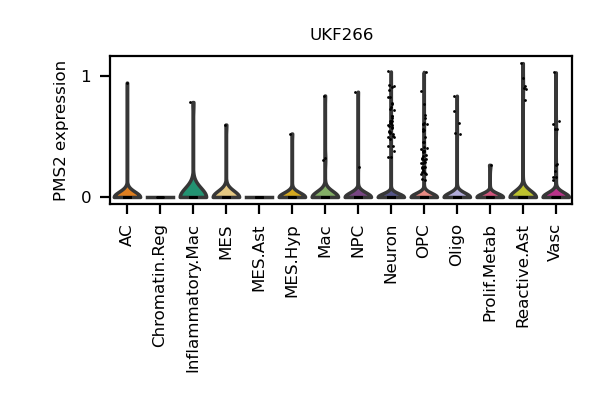 UKF266
PMS2 expression
1
0
AC
Chromatin.Reg
Inflammatory.Mac
MES
MES.Ast
MES.Hyp
Mac
NPC
Neuron
OPC
Oligo
Prolif.Metab
Reactive.Ast
Vasc